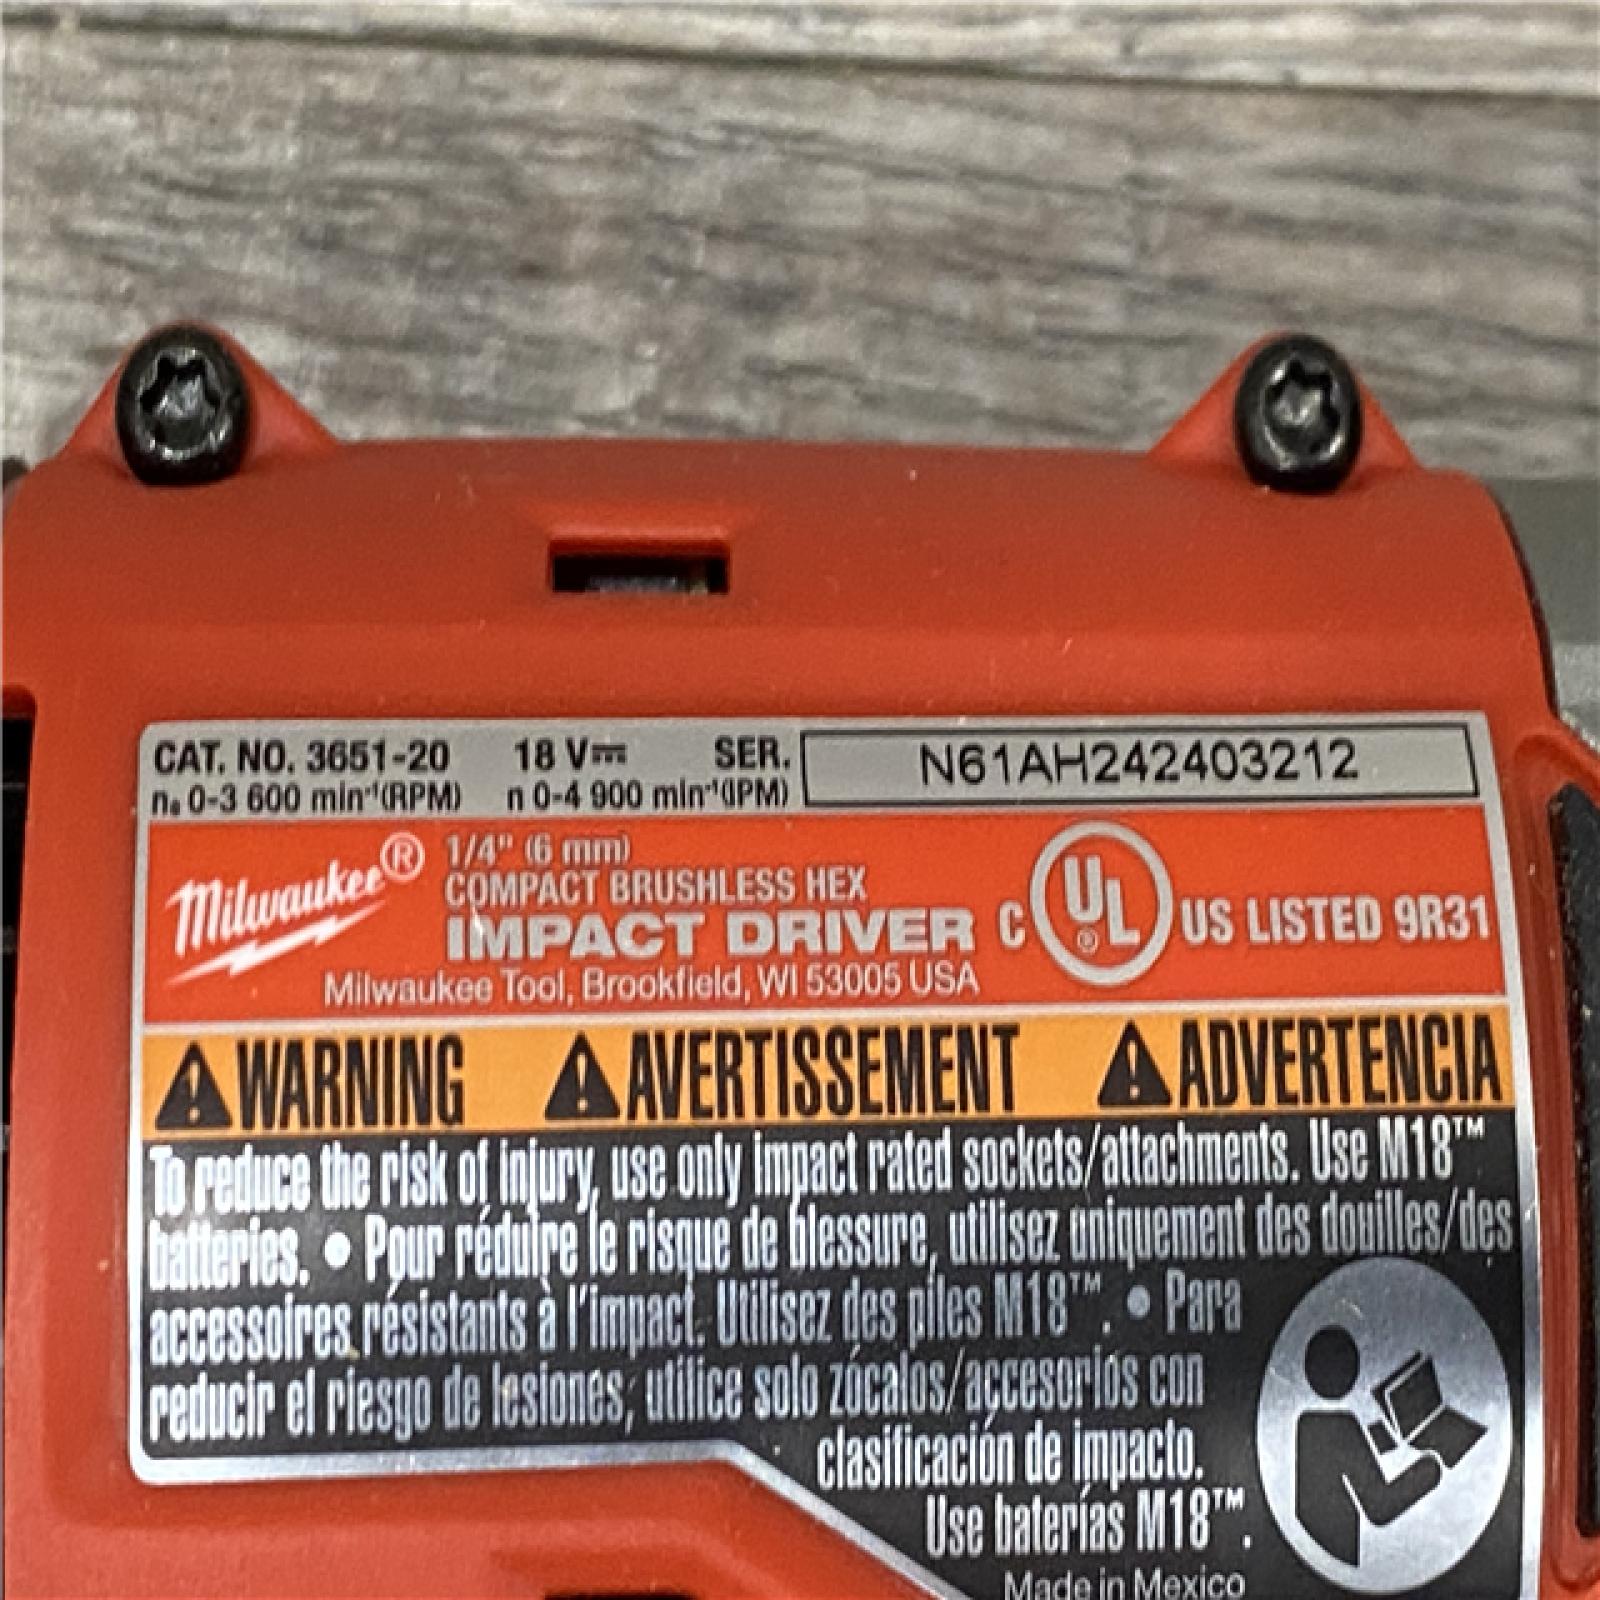 CAT. NO. 3651-20 18 V⎓ SER. N61AH242403212
n₀ 0-3 600 min⁻¹(RPM) n 0-4 900 min⁻¹(IPM)
Milwaukee® 1/4" (6 mm)
COMPACT BRUSHLESS HEX
IMPACT DRIVER C UL® US LISTED 9R31
Milwaukee Tool, Brookfield, WI 53005 USA
WARNING AVERTISSEMENT ADVERTENCIA
To reduce the risk of injury, use only impact rated sockets/attachments. Use M18™
batteries. • Pour réduire le risque de blessure, utilisez uniquement des douilles/des
accessoires résistants à l'impact. Utilisez des piles M18™. • Para
reducir el riesgo de lesiones, utilice solo zócalos/accesorios con
clasificación de impacto.
Use baterías M18™.
Made in Mexico